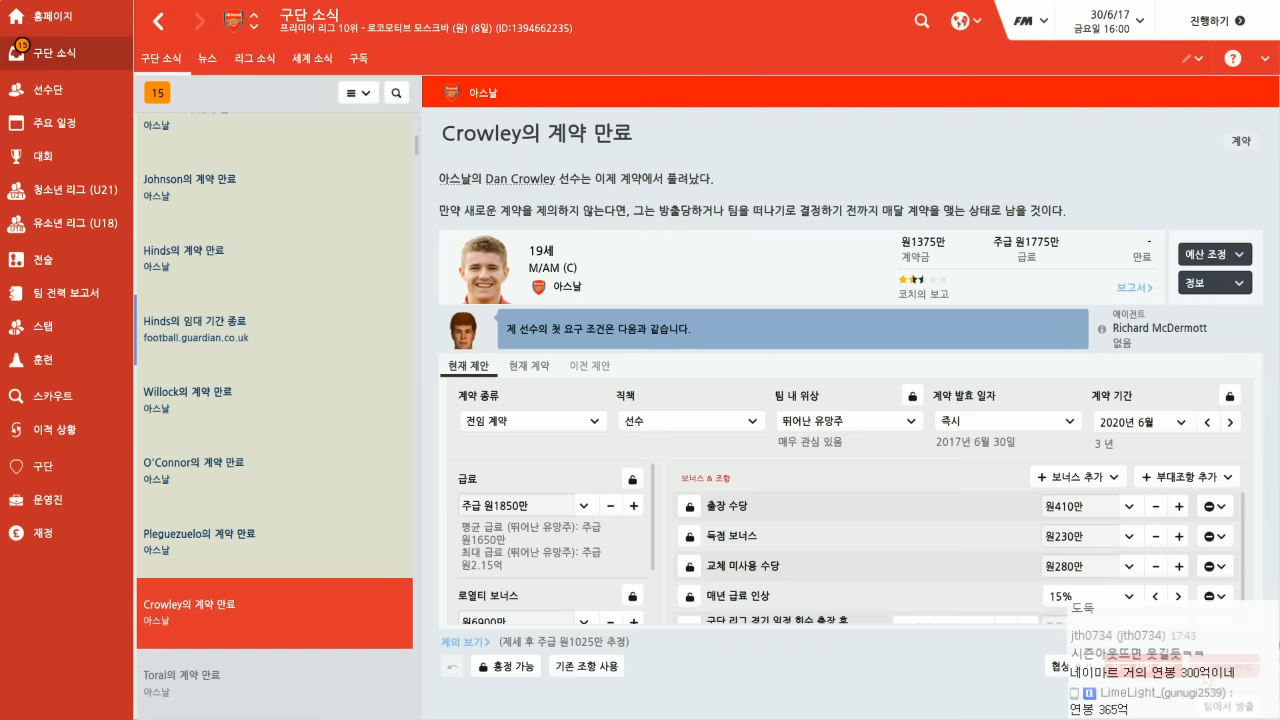 홈페이지
15
구단 소식
선수단
주요 일정
대회
청소년 리그 (U21)
유소년 리그 (U18)
전술
팀 전력 보고서
스탭
훈련
스카우트
이적 상황
구단
운영진
재정
구단 소식
프리미어 리그 10위 - 로코모티브 모스크바 (원) (8일) (ID:1394662235)
FM
30/6/17
금요일 16:00
진행하기
구단 소식
뉴스
리그 소식
세계 소식
구독
?
15
아스날
Johnson의 계약 만료
아스날
Hinds의 계약 만료
아스날
Hinds의 임대 기간 종료
football.guardian.co.uk
Willock의 계약 만료
아스날
O'Connor의 계약 만료
아스날
Pleguezuelo의 계약 만료
아스날
Crowley의 계약 만료
아스날
Toral의 계약 만료
아스날
아스날
Crowley의 계약 만료
계약
아스날의 Dan Crowley 선수는 이제 계약에서 풀려났다.
만약 새로운 계약을 제의하지 않는다면, 그는 방출당하거나 팀을 떠나기로 결정하기 전까지 매달 계약을 맺는 상태로 남을 것이다.
19세
M/AM (C)
아스날
원1375만
계약금
주급 원1775만
급료
-
만료
코치의 보고
보고서
예산 조정
정보
제 선수의 첫 요구 조건은 다음과 같습니다.
에이전트
Richard McDermott
없음
현재 제안
현재 계약
이전 제안
계약 종류
직책
팀 내 위상
계약 발효 일자
계약 기간
전임 계약
선수
뛰어난 유망주
즉시
2020년 6월
매우 관심 있음
2017년 6월 30일
3 년
급료
주급 원1850만
평균 급료 (뛰어난 유망주): 주급
원1650만
최대 급료 (뛰어난 유망주): 주급
원2.15억
로열티 보너스
원6900만
보너스 & 조항
보너스 추가
부대조항 추가
출장 수당
원410만
득점 보너스
원230만
교체 미사용 수당
원280만
매년 급료 인상
15%
구단 리그 경기 일정 횟수 출장 후
제의 보기
(제세 후 주급 원1025만 추정)
흥정 가능
기존 조항 사용
협상
도둑
jth0734 (jth0734) 17:43
시즌아웃뜨면 웃길듯ㅋㅋ
네이마르 거의 연봉 300억이네
LimeLight_(gunugi2539) :
연봉 365억
팀에서 방출